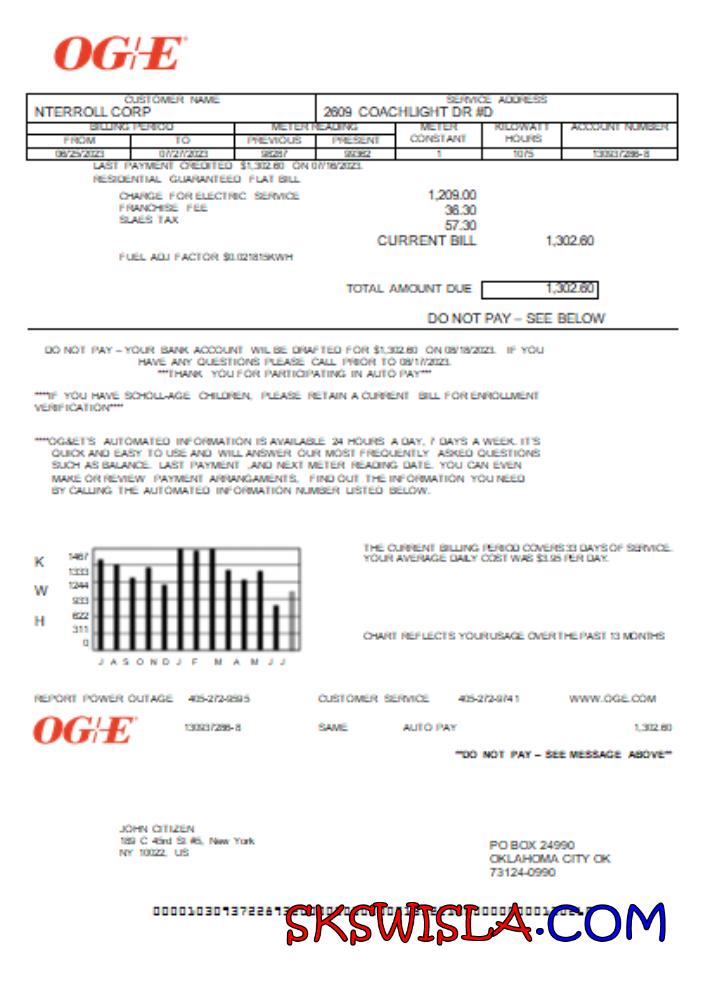 OG+E®
CUSTOMER NAME SERVICE ADDRESS
NTERROLL CORP 2609 COACHLIGHT DR #D
BILLING PERIOD METER READING METER KILOWATT ACCOUNT NUMBER
FROM TO PREVIOUS PRESENT CONSTANT HOURS
06/25/2023 07/27/2023 98287 99362 1 1075 130937286-8
LAST PAYMENT CREDITED $1,302.60 ON 07/16/2023.
RESIDENTIAL GUARANTEED FLAT BILL
CHARGE FOR ELECTRIC SERVICE 1,209.00
FRANCHISE FEE 36.30
SLAES TAX 57.30
CURRENT BILL 1,302.60
FUEL ADJ FACTOR $0.021815KWH
TOTAL AMOUNT DUE 1,302.60
DO NOT PAY – SEE BELOW
DO NOT PAY – YOUR BANK ACCOUNT WIL BE DRAFTED FOR $1,302.60 ON 08/18/2023. IF YOU
HAVE ANY QUESTIONS PLEASE CALL PRIOR TO 08/17/2023.
***THANK YOU FOR PARTICIPATING IN AUTO PAY***
****IF YOU HAVE SCHOLL-AGE CHILDREN, PLEASE RETAIN A CURRENT BILL FOR ENROLLMENT
VERIFICATION****
****OG&ET'S AUTOMATED INFORMATION IS AVAILABLE 24 HOURS A DAY, 7 DAYS A WEEK. IT'S
QUICK AND EASY TO USE AND WILL ANSWER OUR MOST FREQUENTLY ASKED QUESTIONS
SUCH AS BALANCE. LAST PAYMENT ,AND NEXT METER READING DATE. YOU CAN EVEN
MAKE OR REVIEW PAYMENT ARRANGAMENTS, FIND OUT THE INFORMATION YOU NEED
BY CALLING THE AUTOMATED INFORMATION NUMBER LISTED BELOW.
THE CURRENT BILLING PERIOD COVERS 33 DAYS OF SERVICE.
YOUR AVERAGE DAILY COST WAS $3.95 PER DAY.
K
W
H
1467
1333
1244
933
622
311
0
J A S O N D J F M A M J J
CHART REFLECTS YOUR USAGE OVER THE PAST 13 MONTHS
REPORT POWER OUTAGE 405-272-9595 CUSTOMER SERVICE 405-272-9741 WWW.OGE.COM
OG+E® 130937286-8 SAME AUTO PAY 1,302.60
**DO NOT PAY – SEE MESSAGE ABOVE**
JOHN CITIZEN
189 C 45rd St #5, New York
NY 10022, US
PO BOX 24990
OKLAHOMA CITY OK
73124-0990
SKSWISLA.COM